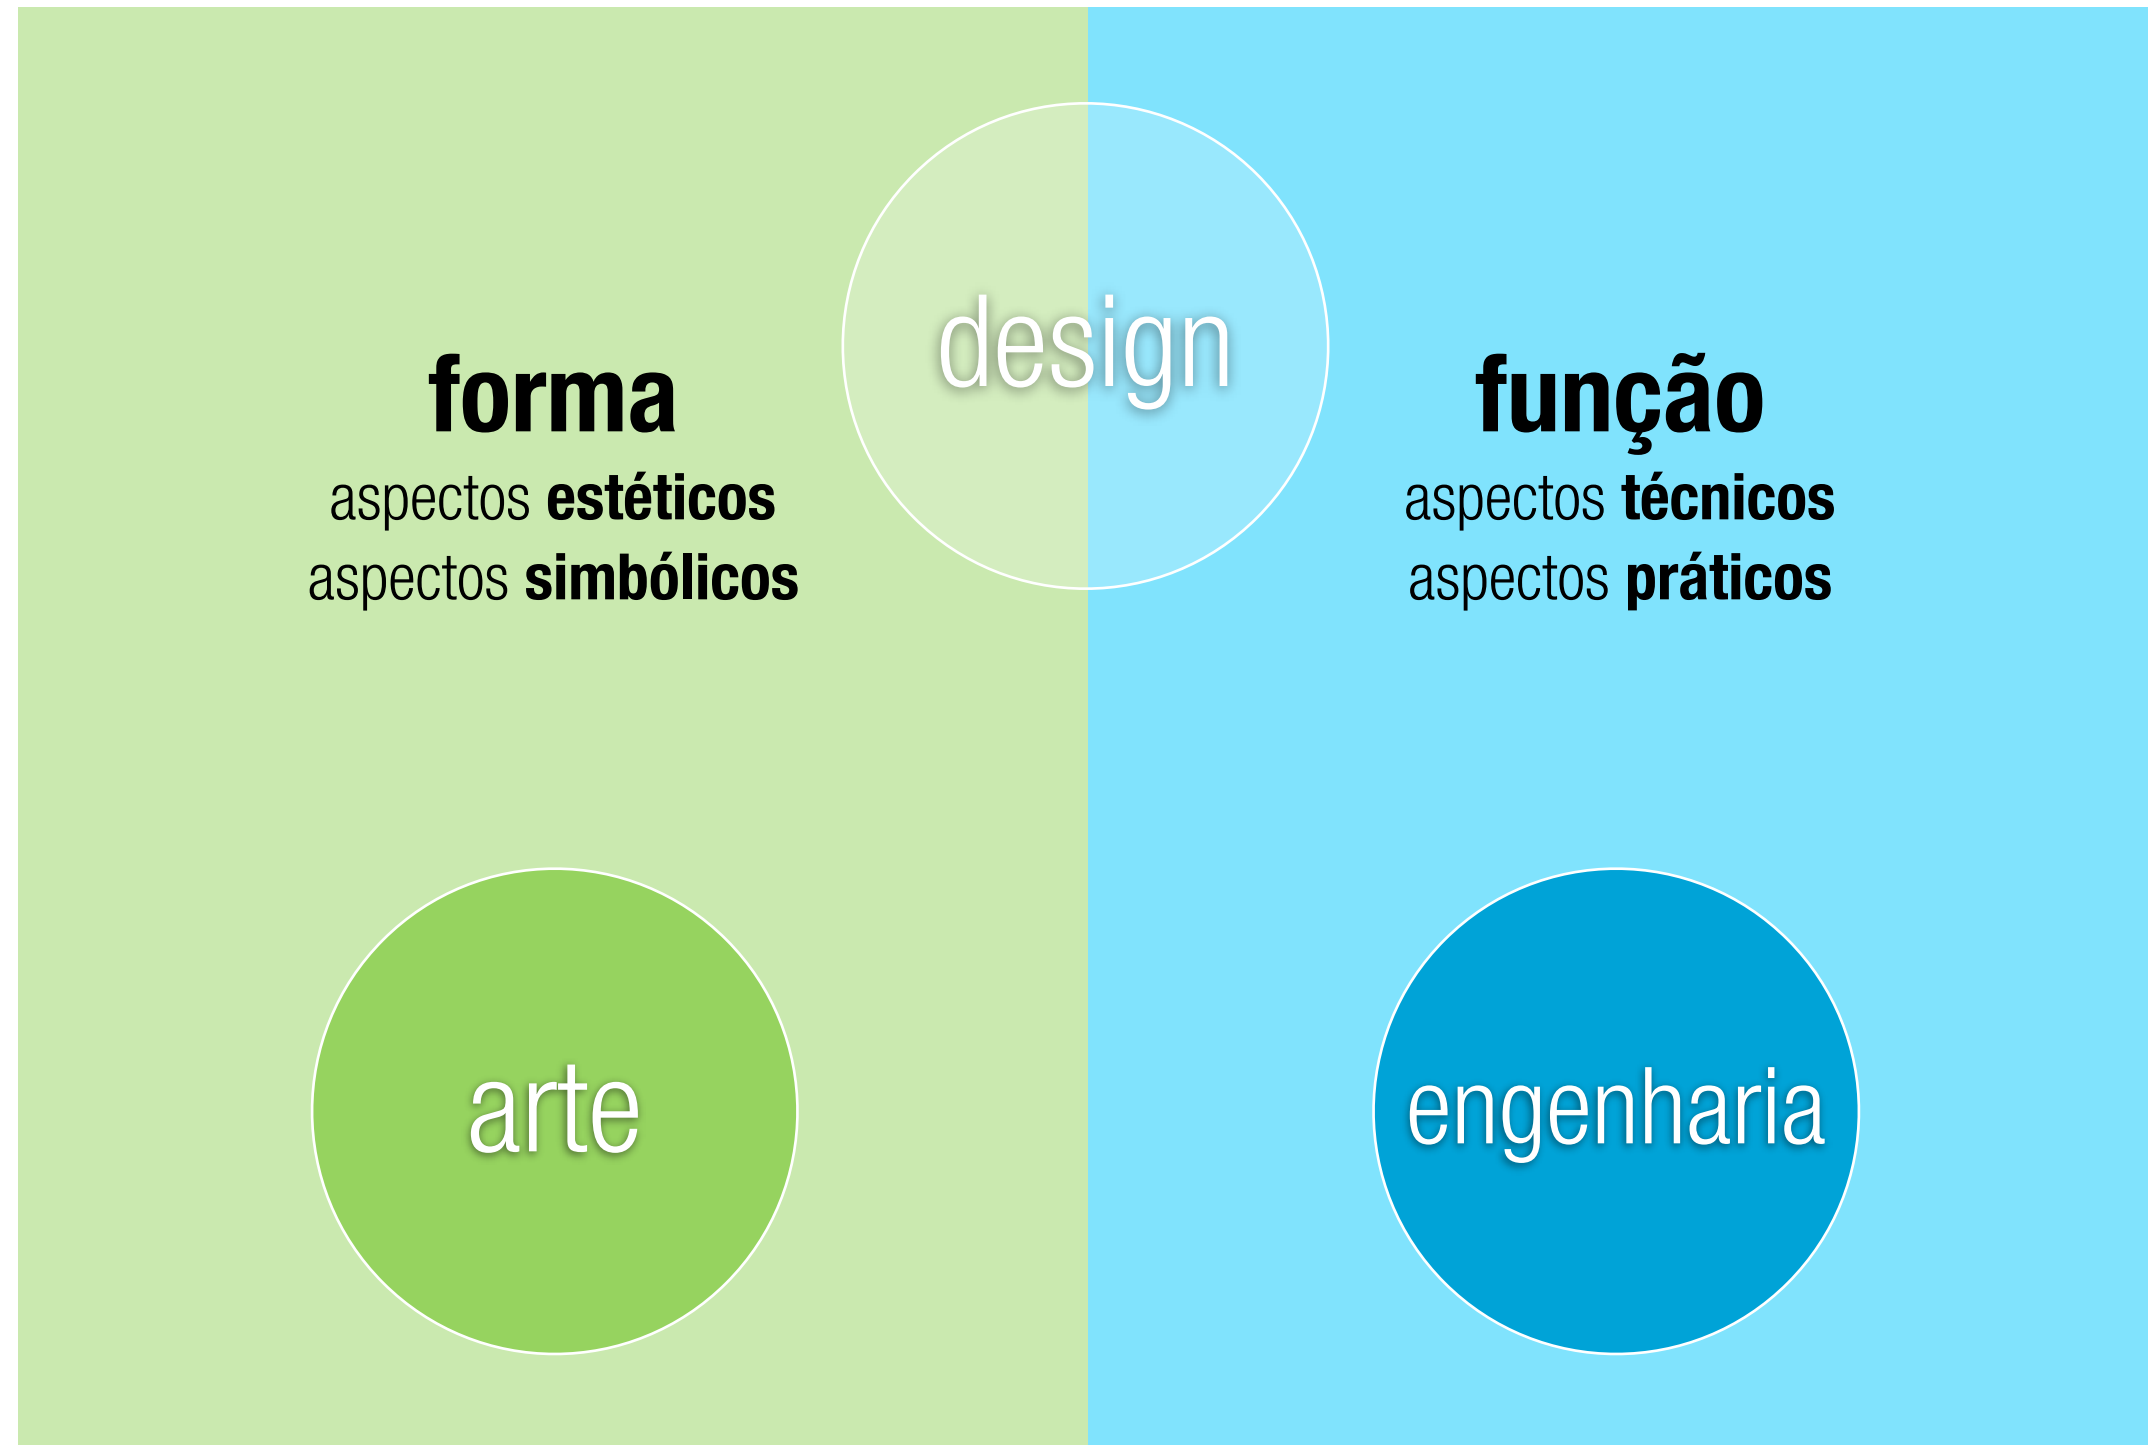 design
forma
aspectos estéticos
aspectos simbólicos
função
aspectos técnicos
aspectos práticos
arte
engenharia